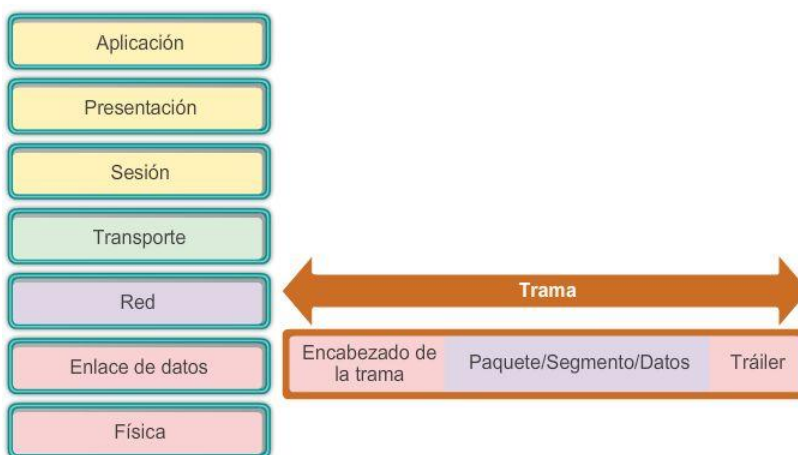 Aplicación
Presentación
Sesión
Transporte
Red
Enlace de datos
Física
Trama
Encabezado de
la trama
Paquete/Segmento/Datos
Tráiler